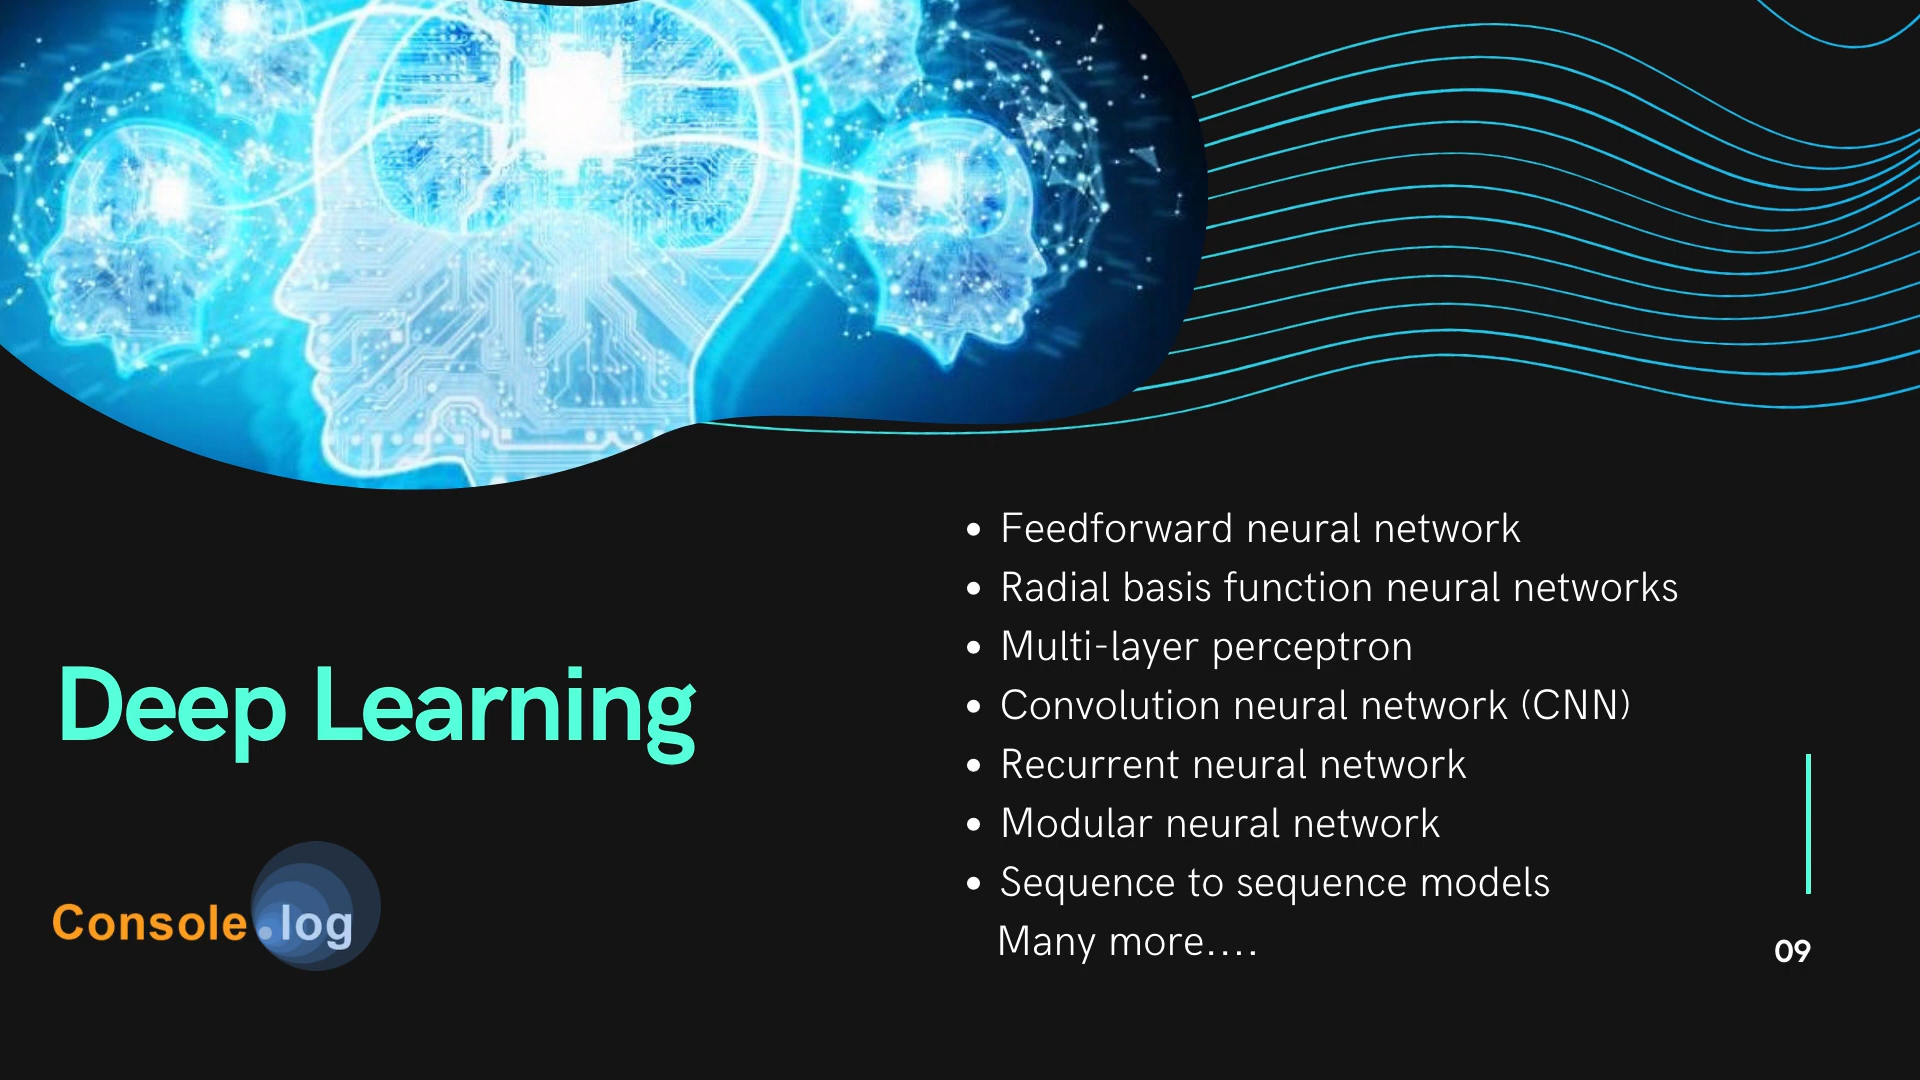 Deep Learning
Console.log
• Feedforward neural network
• Radial basis function neural networks
• Multi-layer perceptron
• Convolution neural network (CNN)
• Recurrent neural network
• Modular neural network
• Sequence to sequence models
Many more....
09